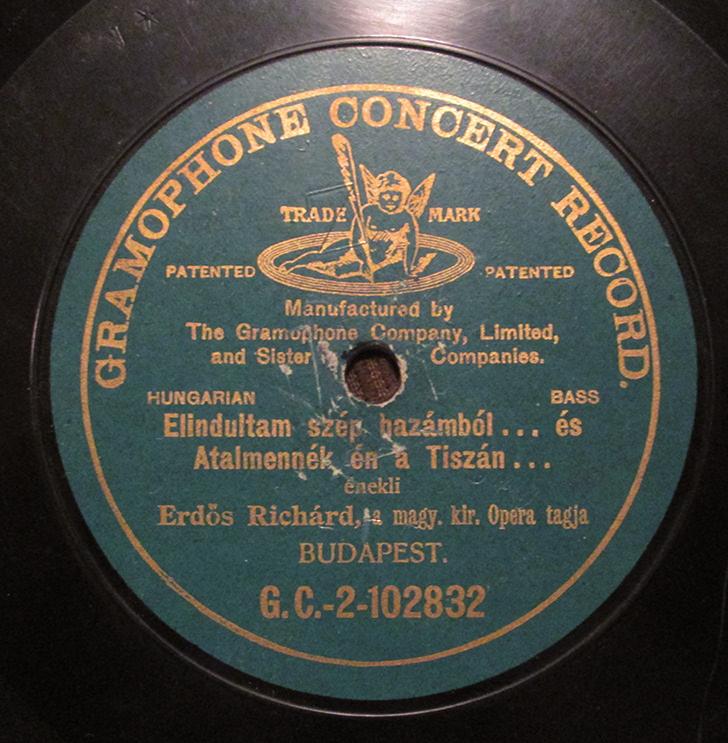 GRAMOPHONE CONCERT RECORD.
TRADE MARK
PATENTED PATENTED
Manufactured by
The Gramophone Company, Limited,
and Sister Companies.
HUNGARIAN BASS
Elindultam szép hazámból... és
Atalmennék én a Tiszán...
énekli
Erdős Richárd, a magy. kir. Opera tagja
BUDAPEST.
G.C.-2-102832